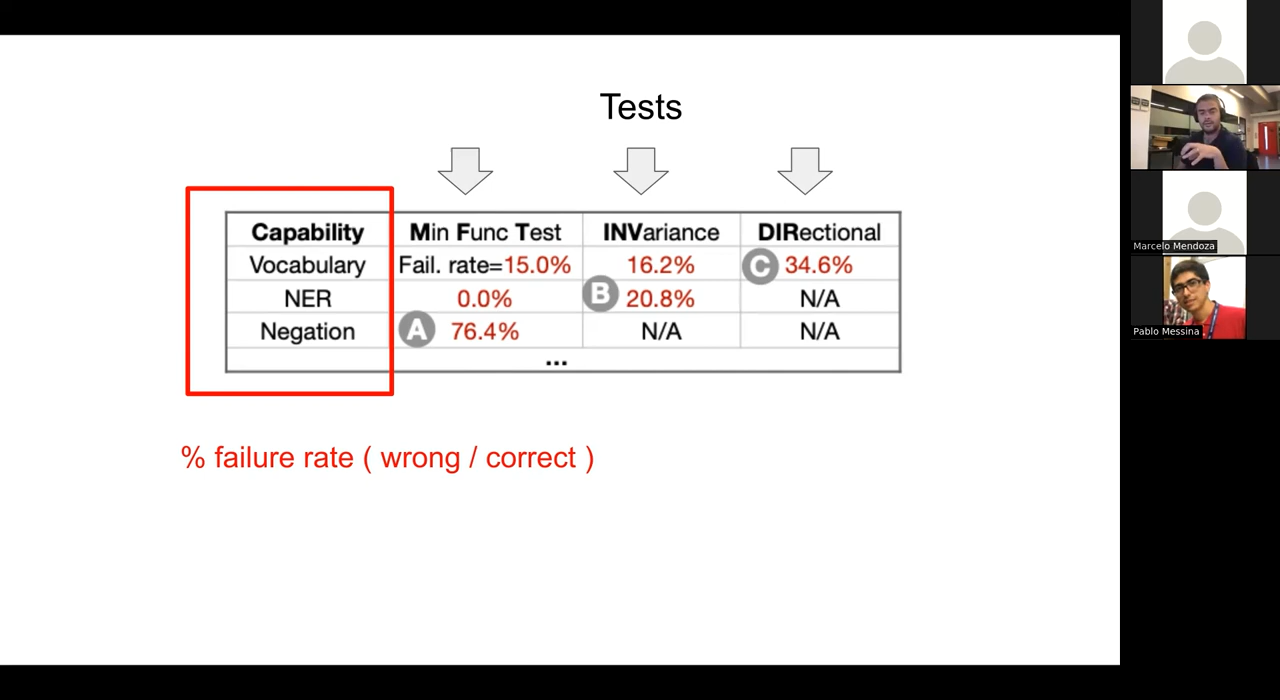 Tests
Capability Min Func Test INVariance DIRectional
Vocabulary Fail. rate=15.0% 16.2% C 34.6%
NER 0.0% B 20.8% N/A
Negation A 76.4% N/A N/A
...
% failure rate ( wrong / correct )
Marcelo Mendoza
Pablo Messina